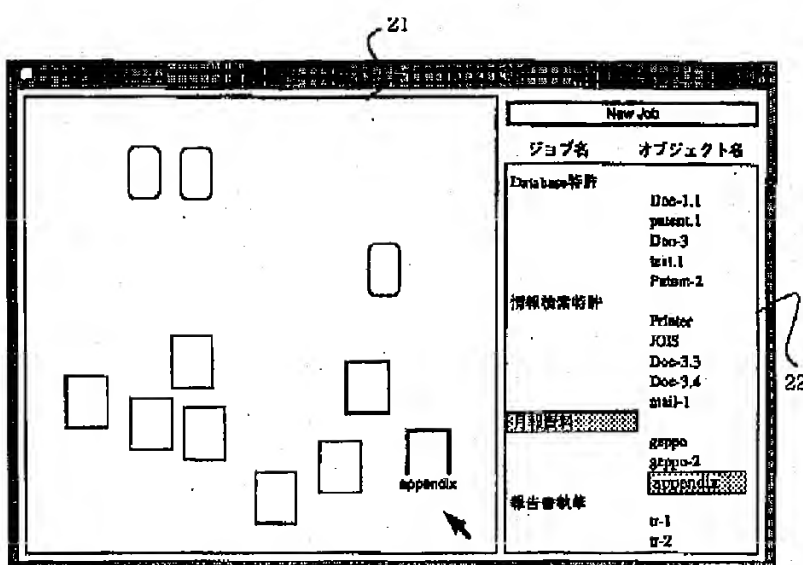 21
New Job
ジョブ名 オブジェクト名
Database特許
Doc-1.1
patent.1
Doc-3
text.1
Patent-2
情報検索特許
Printer
JOIS
Doc-3.3
Doc-3.4
mail-1
22
月報資料
geppo
geppo-2
appendix
appendix
報告書執筆
tr-1
tr-2